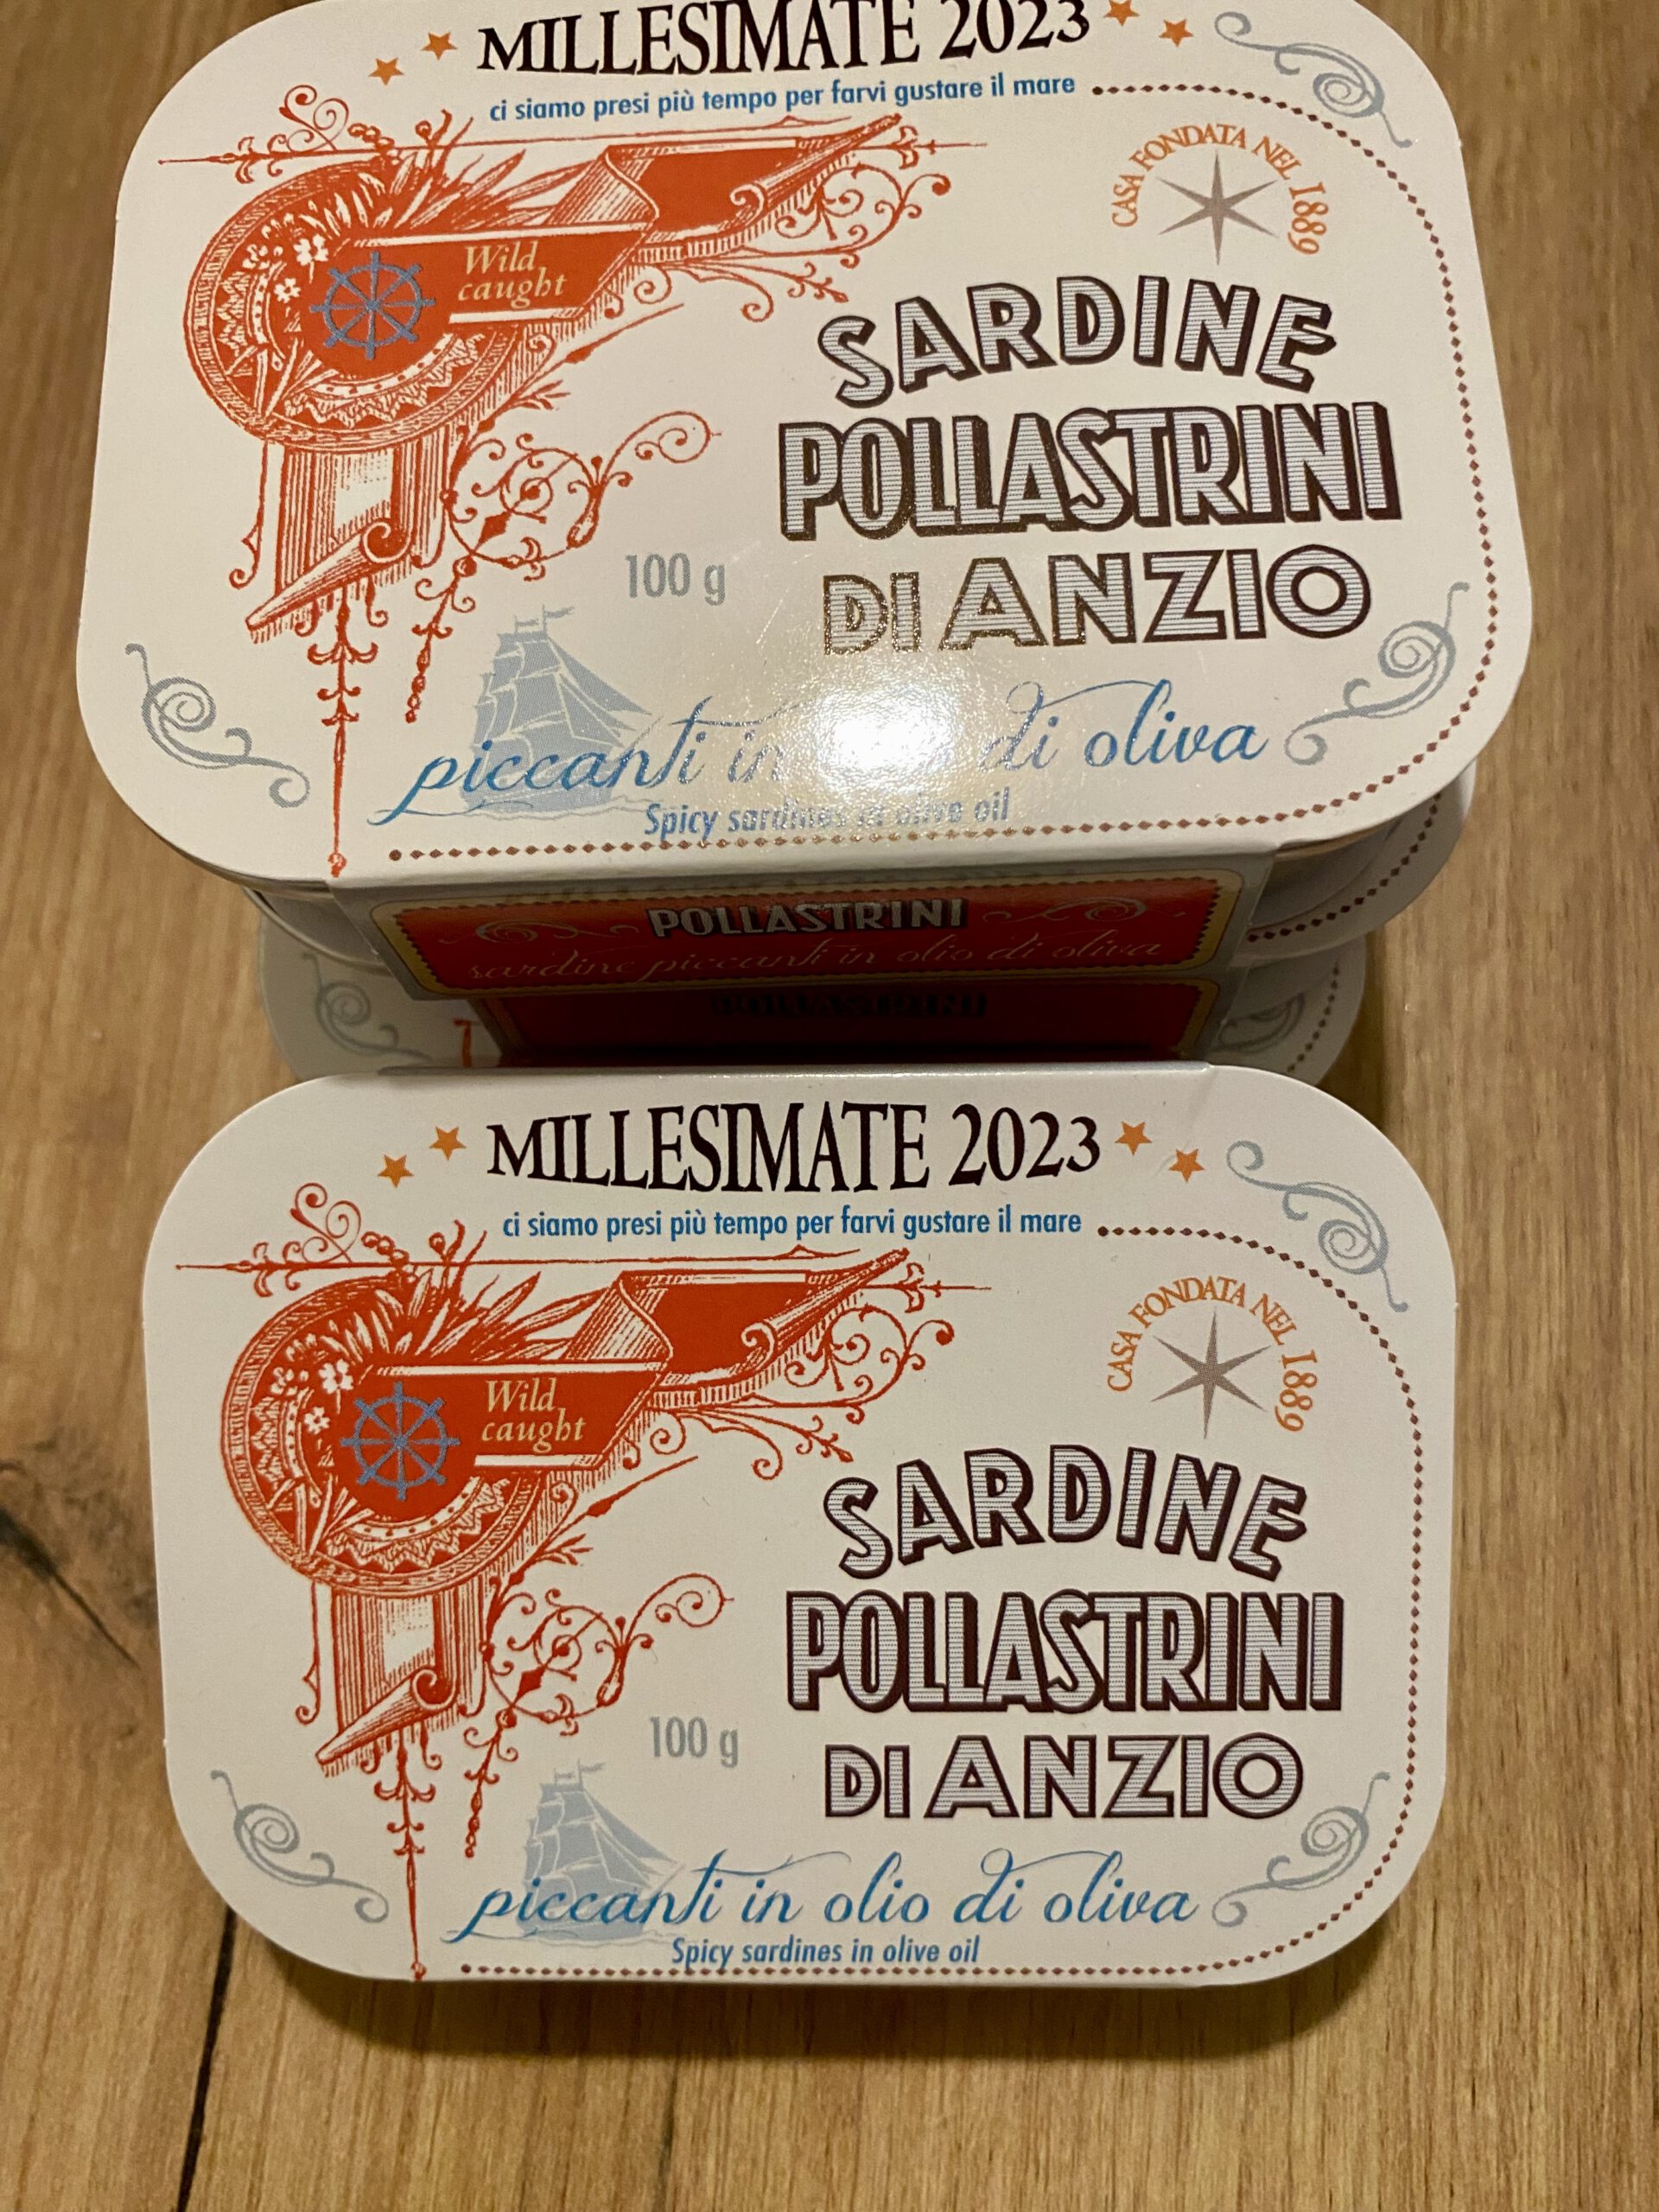 MILLESIMATE 2023
ci siamo presi più tempo per farvi gustare il mare
CASA FONDATA NEL 1889
Wild
caught
SARDINE
POLLASTRINI
DI ANZIO
100 g
piccanti in di oliva
Spicy sardines in olive oil
POLLASTRINI
sardine piccanti in olio di oliva
POLLASTRINI
MILLESIMATE 2023
ci siamo presi più tempo per farvi gustare il mare
CASA FONDATA NEL 1889
Wild
caught
SARDINE
POLLASTRINI
DI ANZIO
100 g
piccanti in olio di oliva
Spicy sardines in olive oil